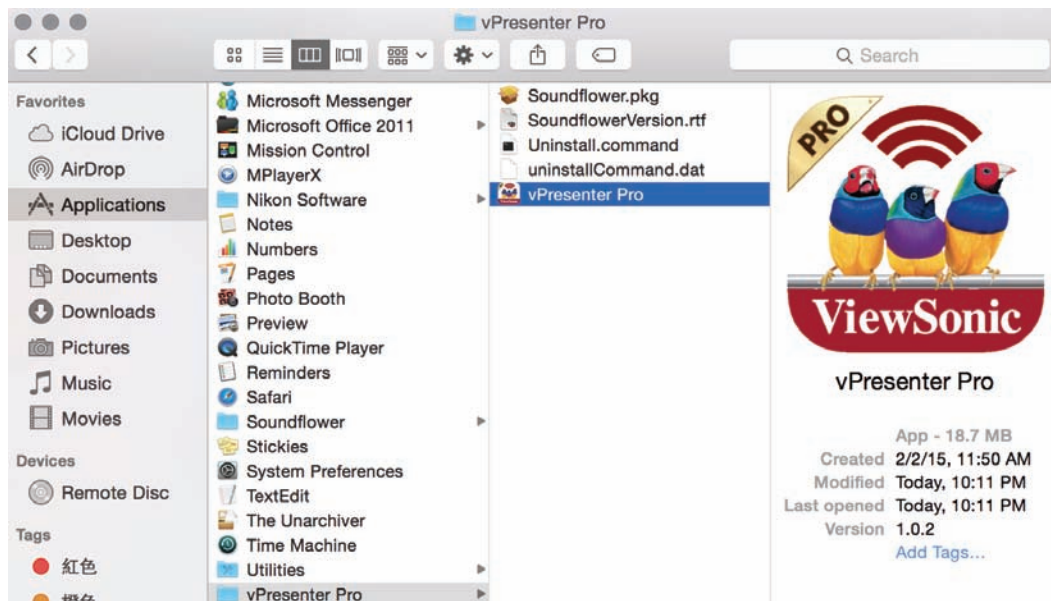 vPresenter Pro
Search
Favorites
iCloud Drive
AirDrop
Applications
Desktop
Documents
Downloads
Pictures
Music
Movies
Devices
Remote Disc
Tags
紅色
橙色
Microsoft Messenger
Microsoft Office 2011
Mission Control
MPlayerX
Nikon Software
Notes
Numbers
Pages
Photo Booth
Preview
QuickTime Player
Reminders
Safari
Soundflower
Stickies
System Preferences
TextEdit
The Unarchiver
Time Machine
Utilities
vPresenter Pro
Soundflower.pkg
SoundflowerVersion.rtf
Uninstall.command
uninstallCommand.dat
vPresenter Pro
PRO
ViewSonic
vPresenter Pro
App - 18.7 MB
Created 2/2/15, 11:50 AM
Modified Today, 10:11 PM
Last opened Today, 10:11 PM
Version 1.0.2
Add Tags...